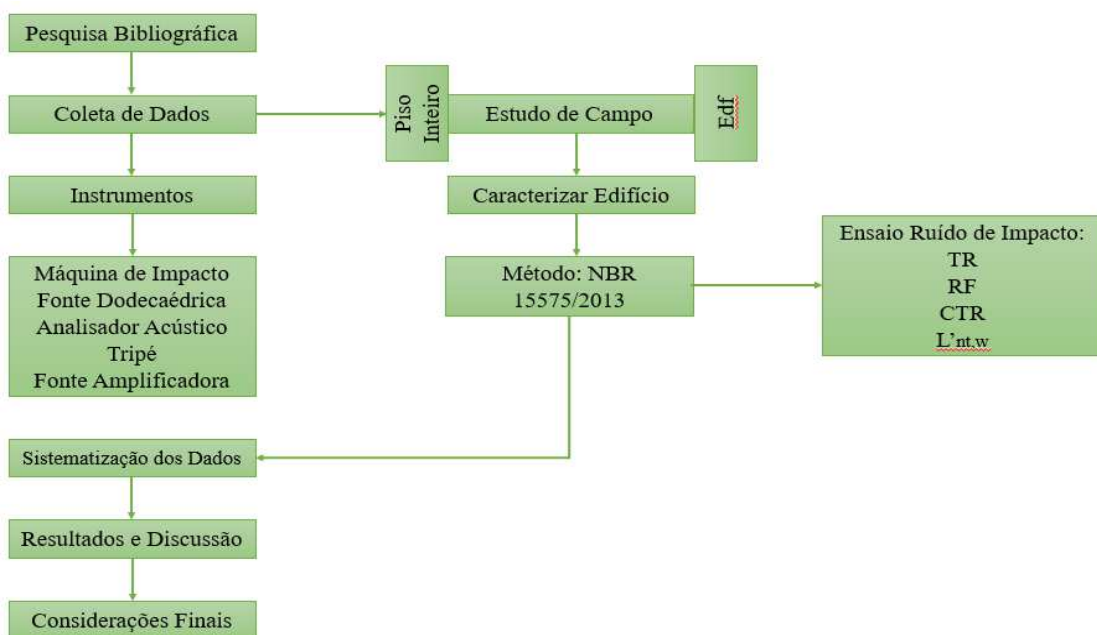 Pesquisa Bibliográfica
Coleta de Dados
Piso
Inteiro
Estudo de Campo
Edf
Instrumentos
Caracterizar Edifício
Máquina de Impacto
Fonte Dodecaédrica
Analisador Acústico
Tripé
Fonte Amplificadora
Método: NBR
15575/2013
Ensaio Ruído de Impacto:
TR
RF
CTR
L’nt,w
Sistematização dos Dados
Resultados e Discussão
Considerações Finais